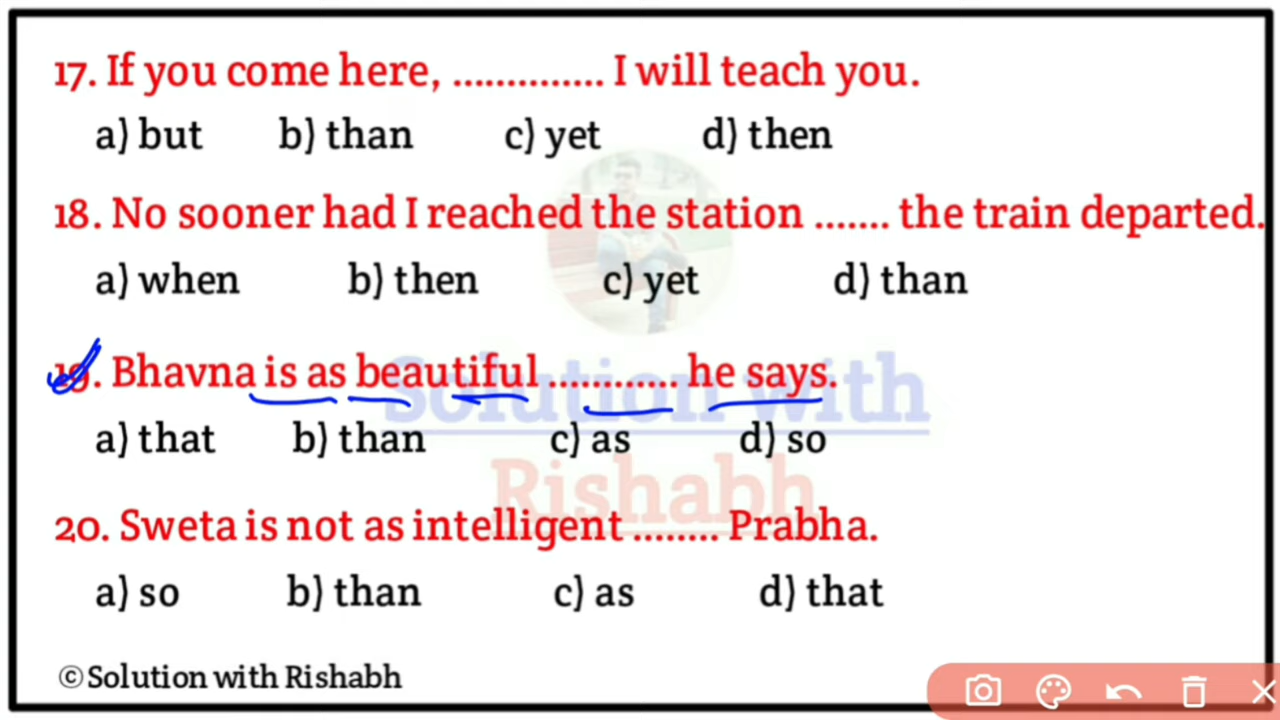 17. If you come here, .............. I will teach you.
a) but b) than c) yet d) then
18. No sooner had I reached the station ....... the train departed.
a) when b) then c) yet d) than
19. Bhavna is as beautiful ............ he says.
a) that b) than c) as d) so
20. Sweta is not as intelligent ........ Prabha.
a) so b) than c) as d) that
Solution with
Rishabh
©Solution with Rishabh